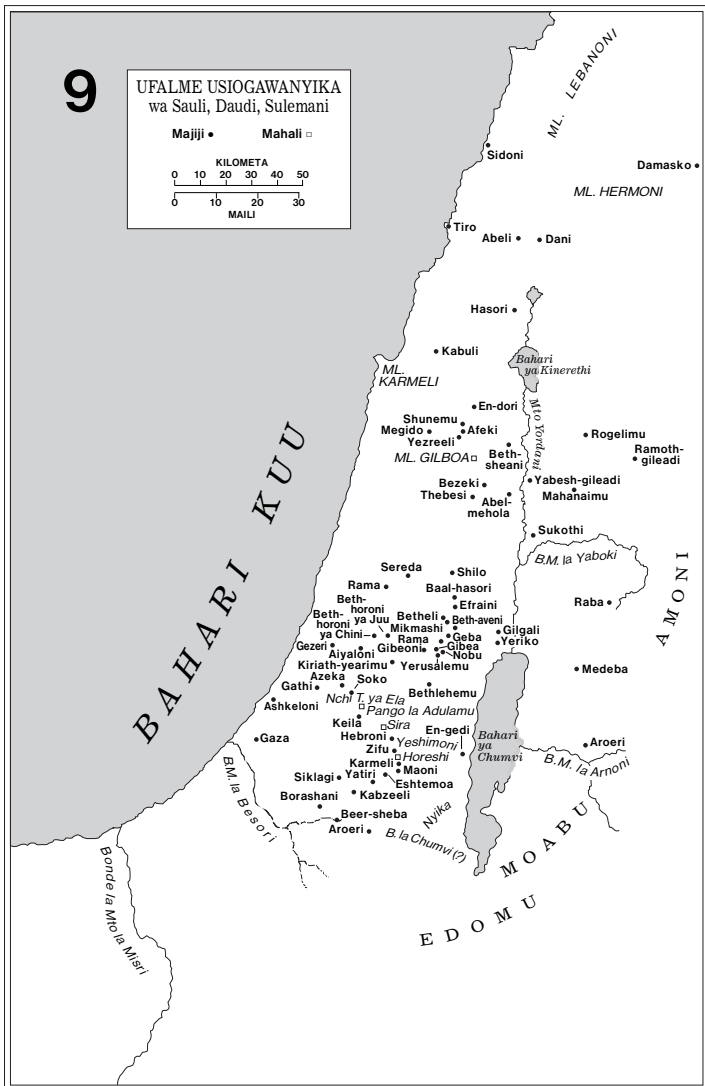 9
UFALME USIOGAWANYIKA
wa Sauli, Daudi, Sulemani
Majiji
Mahali
KILOMETA
0 10 20 30 40 50
0 10 20 30
MAILI
ML. LEBANONI
Sidoni
Damasko
ML. HERMONI
Tiro
Abeli
Dani
Hasori
Kabuli
Bahari
ya Kinerethi
ML.
KARMELI
Mto Yordani
En-dori
Shunemu
Megido
Afeki
Yezreeli
Rogelimu
Ramoth-
gileadi
ML. GILBOA
Beth-
sheani
Bezeki
Yabesh-gileadi
Thebesi
Abel-
mehola
Mahanaimu
Sukothi
B.M. la Yaboki
BAHARI KUU
AMONI
Sereda
Shilo
Rama
Baal-hasori
Raba
Beth-
horoni
ya Juu
Efraini
Beth-
horoni
ya Chini
Betheli
Beth-aveni
Mikmashi
Gilgali
Rama
Geba
Yeriko
Gezeri
Aiyaloni
Gibeoni
Gibea
Nobu
Kiriath-yearimu
Yerusalemu
Medeba
Azeka
Soko
Gathi
Bethlehemu
Nchi T. ya Ela
Ashkeloni
Pango la Adulamu
Keila
Sira
En-gedi
Bahari
ya
Chumvi
Gaza
Hebroni
Yeshimoni
Aroeri
Zifu
Horeshi
B.M. la Arnoni
Karmeli
Maoni
Siklagi
Yatiri
Eshtemoa
B.M. la Besori
Borashani
Kabzeeli
Nyika
Beer-sheba
Aroeri
B. la Chumvi (?)
MOABU
Bonde la Mto la Misri
EDOMU